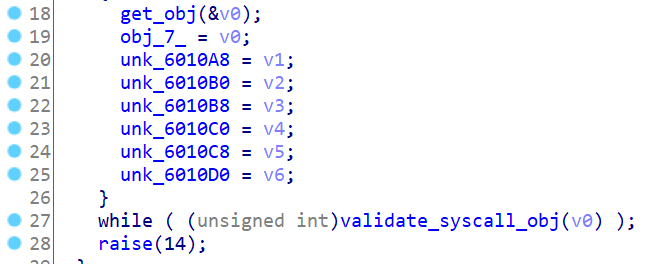 18 get_obj(&v0);
19 obj_7_ = v0;
20 unk_6010A8 = v1;
21 unk_6010B0 = v2;
22 unk_6010B8 = v3;
23 unk_6010C0 = v4;
24 unk_6010C8 = v5;
25 unk_6010D0 = v6;
26 }
27 while ( (unsigned int)validate_syscall_obj(v0) );
28 raise(14);